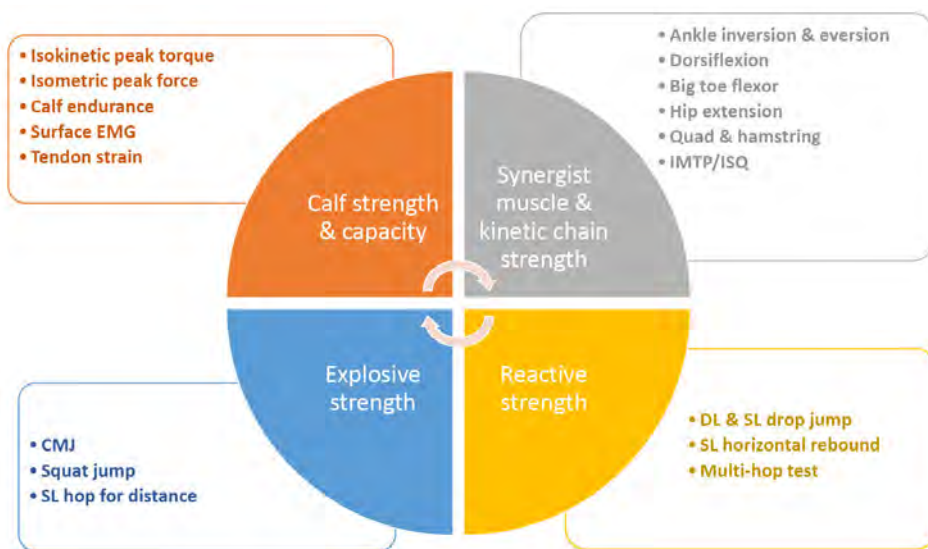 • Isokinetic peak torque
• Isometric peak force
• Calf endurance
• Surface EMG
• Tendon strain
• Ankle inversion & eversion
• Dorsiflexion
• Big toe flexor
• Hip extension
• Quad & hamstring
• IMTP/ISQ
Calf strength
& capacity
Synergist
muscle &
kinetic chain
strength
Explosive
strength
Reactive
strength
• CMJ
• Squat jump
• SL hop for distance
• DL & SL drop jump
• SL horizontal rebound
• Multi-hop test